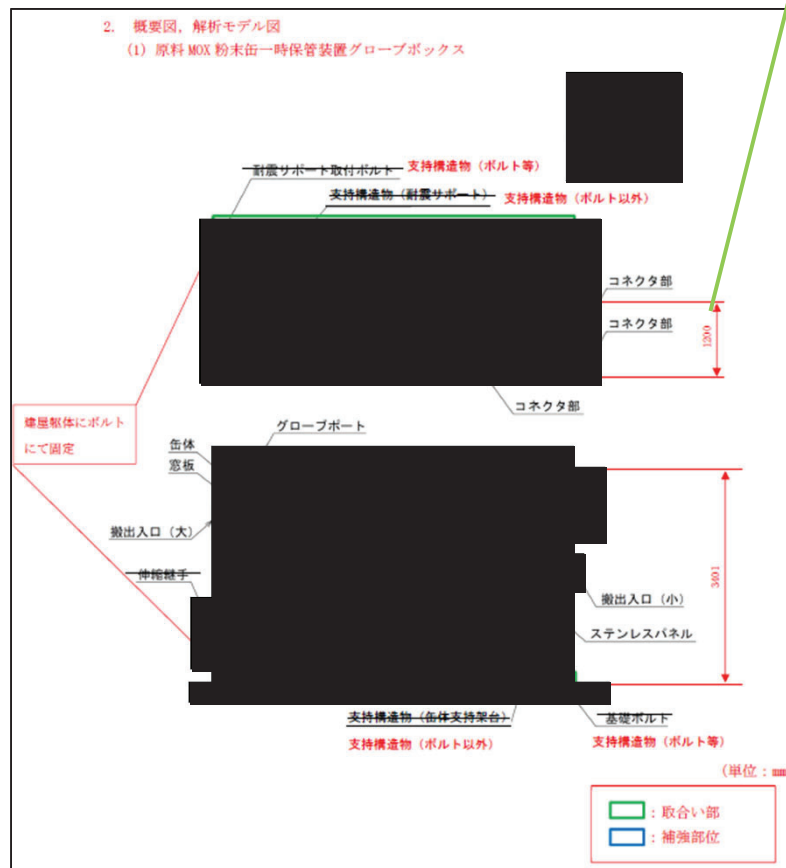 2. 概要図，解析モデル図
(1) 原料 MOX 粉末缶一時保管装置グローブボックス
耐震サポート取付ボルト 支持構造物（ボルト等）
支持構造物（耐震サポート） 支持構造物（ボルト以外）
コネクタ部
コネクタ部
1200
コネクタ部
建屋躯体にボルト
にて固定
グローブポート
缶体
窓板
搬出入口（大）
伸縮継手
3401
搬出入口（小）
ステンレスパネル
支持構造物（缶体支持架台） 基礎ボルト
支持構造物（ボルト以外） 支持構造物（ボルト等）
（単位：mm
：取合い部
：補強部位